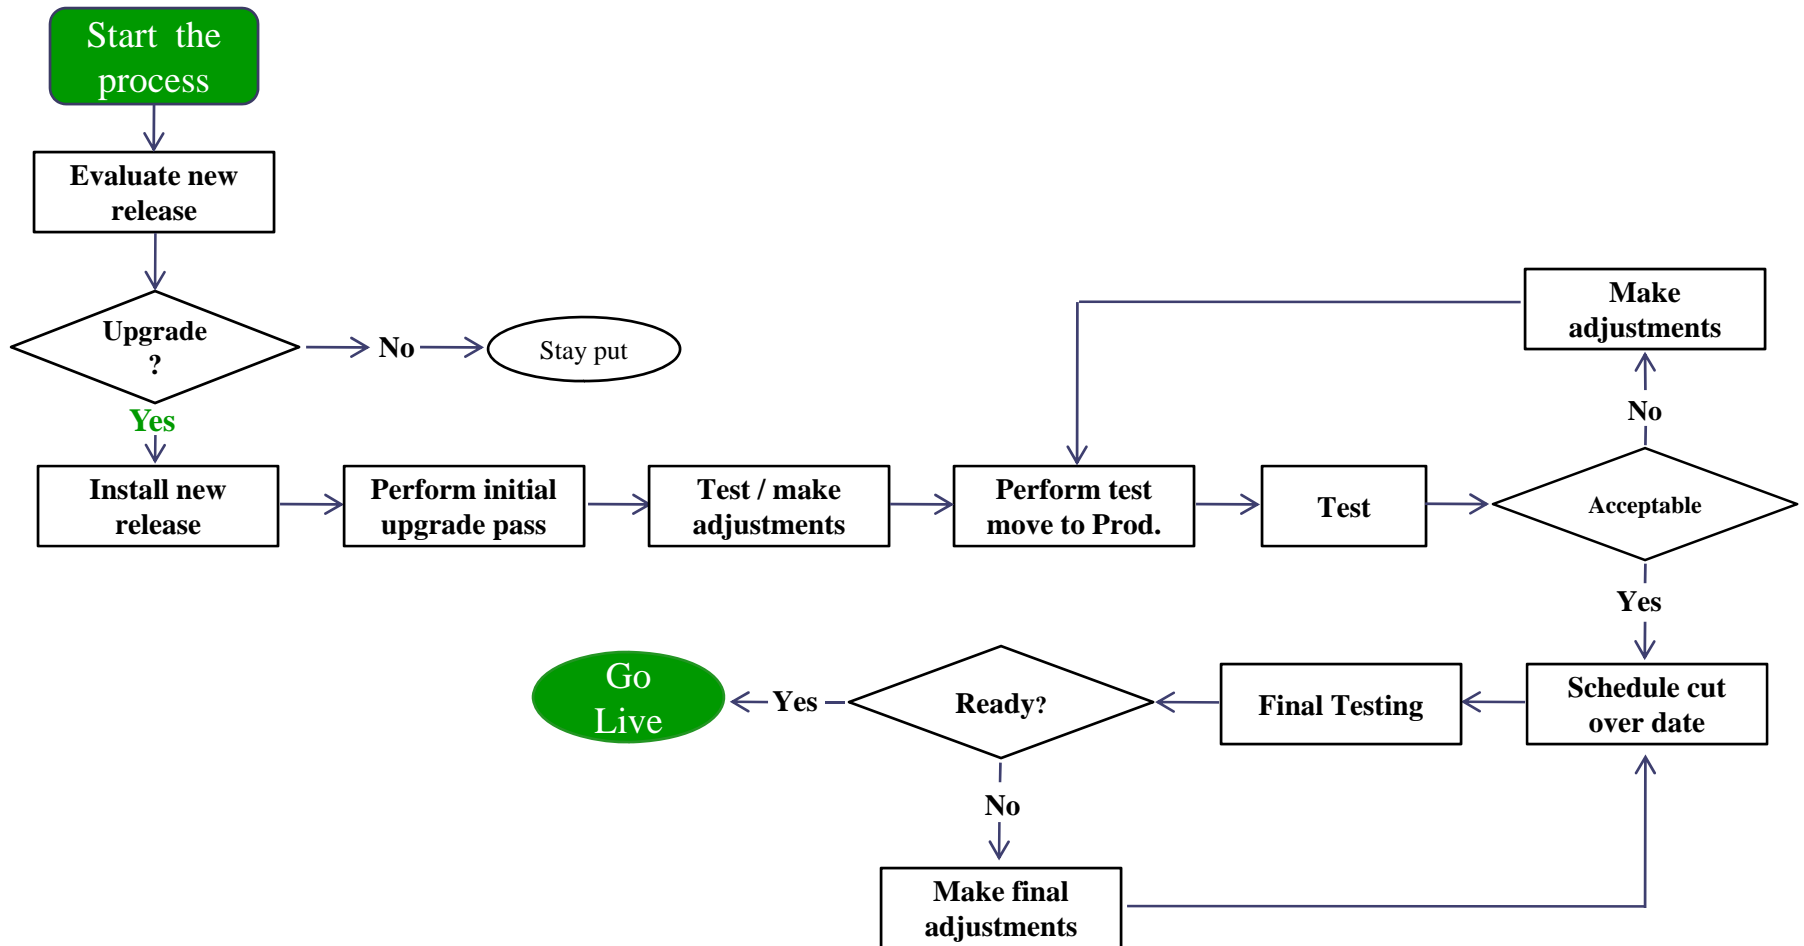 Start the
process
Evaluate new
release
Upgrade
?
No
Stay put
Yes
Install new
release
Perform initial
upgrade pass
Test / make
adjustments
Perform test
move to Prod.
Test
Acceptable
No
Make
adjustments
Yes
Schedule cut
over date
Final Testing
Ready?
Yes
Go
Live
No
Make final
adjustments